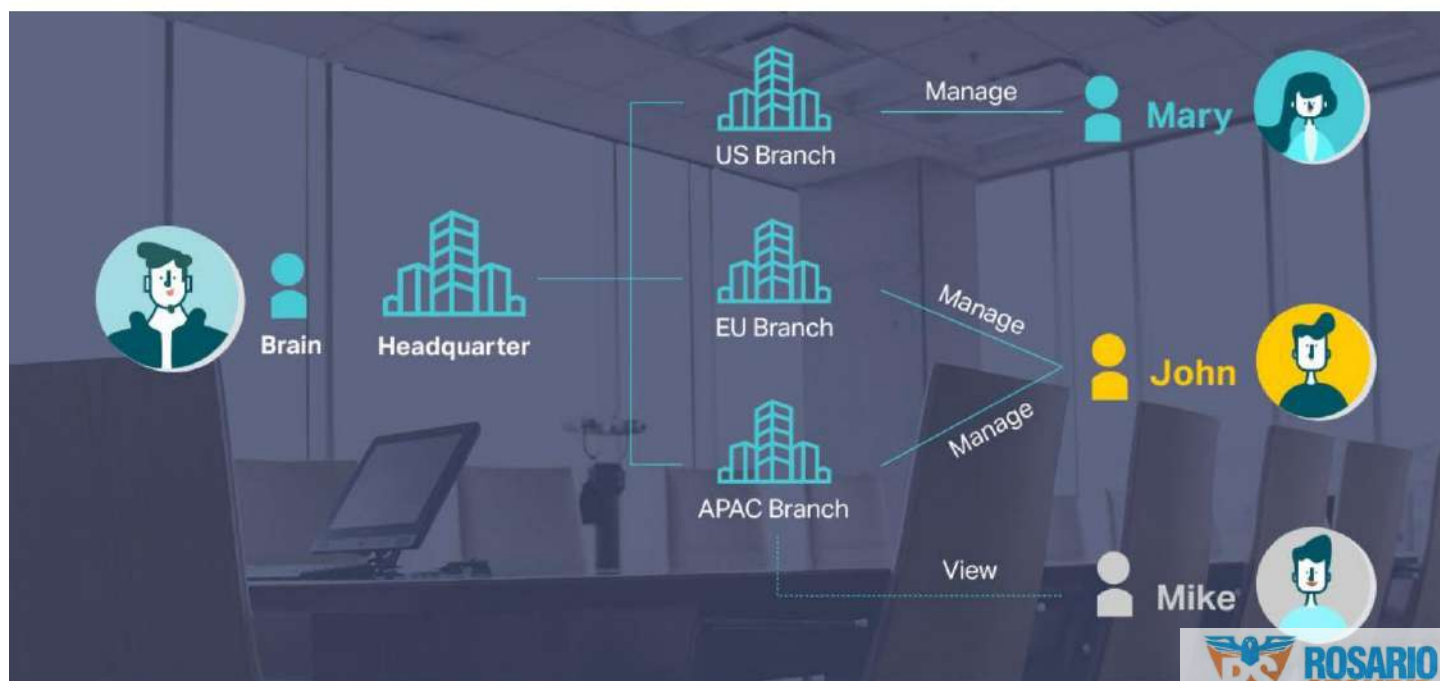 Manage
Mary
US Branch
Brain
Headquarter
EU Branch
Manage
John
Manage
APAC Branch
View
Mike
ROSARIO